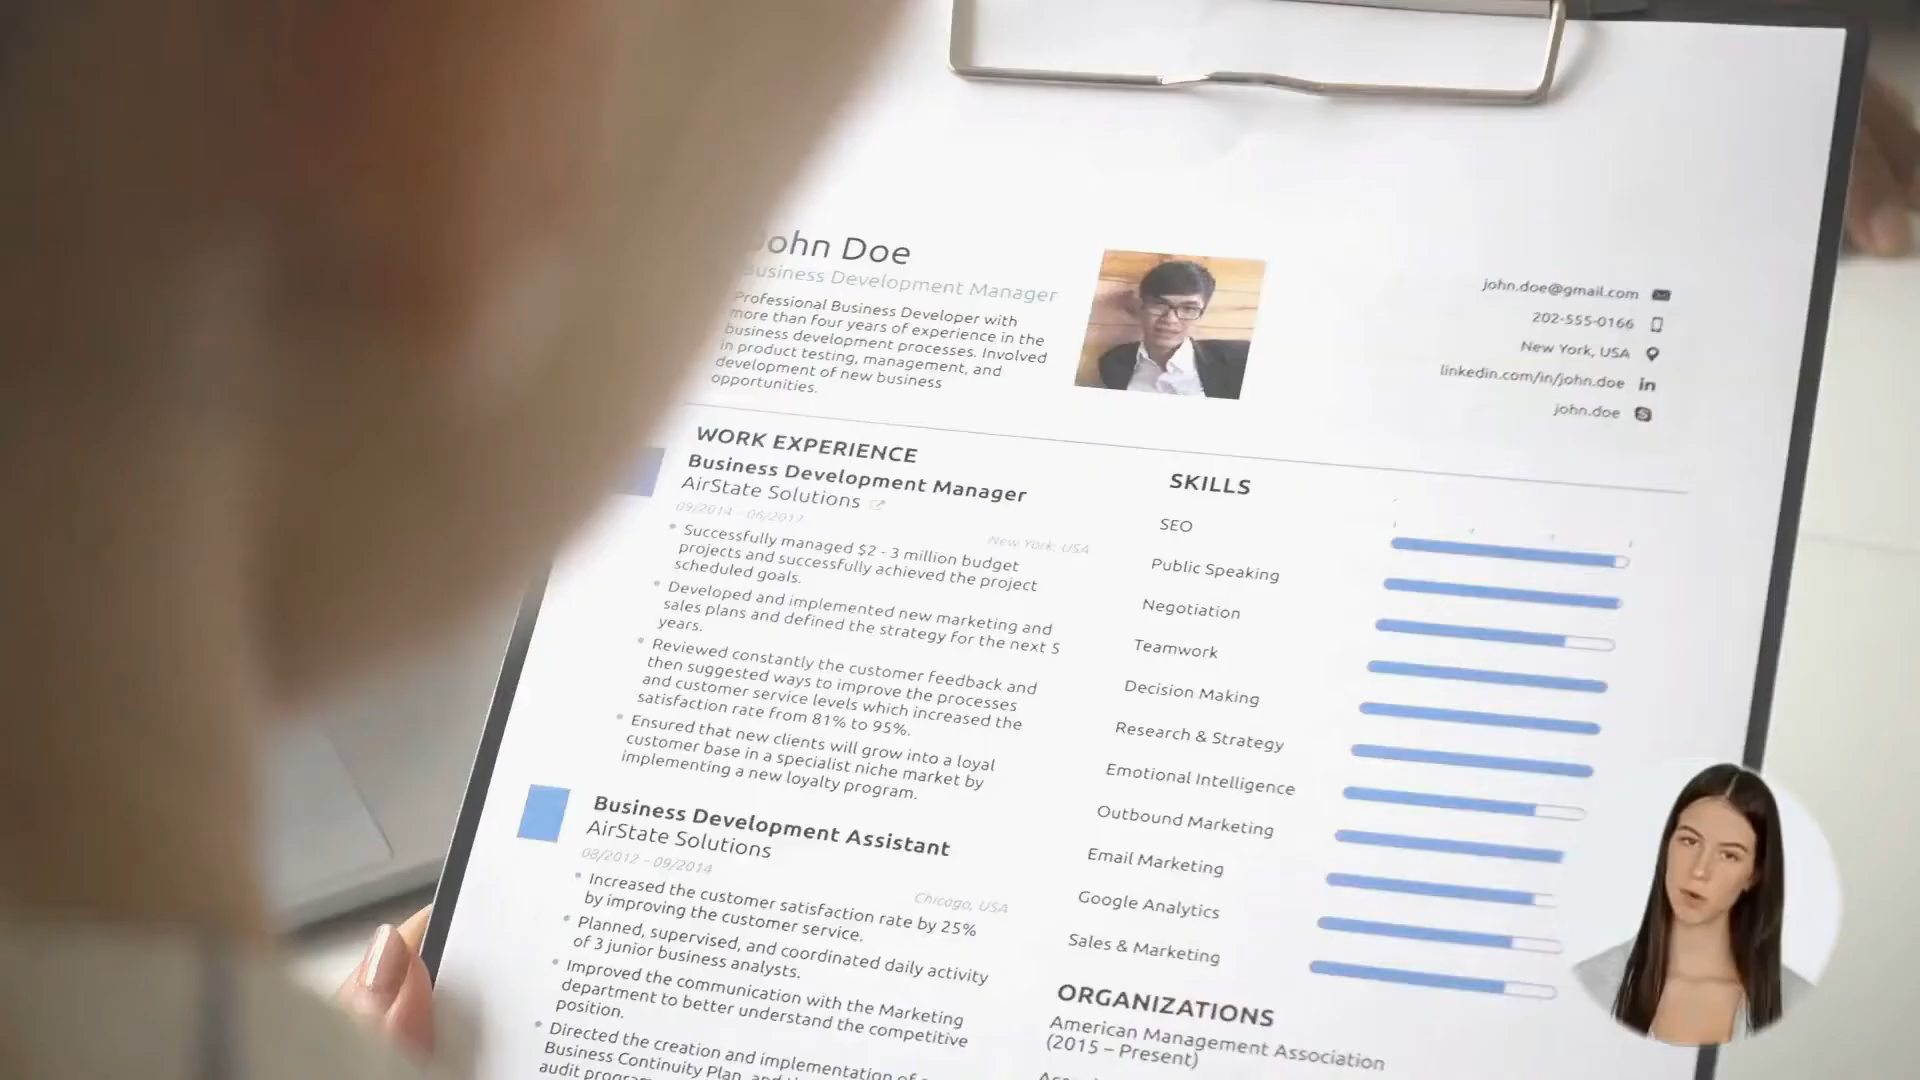 John Doe
Business Development Manager
Professional Business Developer with
more than four years of experience in the
business development processes. Involved
in product testing, management, and
development of new business
opportunities.
john.doe@gmail.com
202-555-0166
New York, USA
linkedin.com/in/john.doe
john.doe
WORK EXPERIENCE
Business Development Manager
AirState Solutions
09/2014 - 06/2017
New York, USA
Successfully managed $2 - 3 million budget
projects and successfully achieved the project
scheduled goals.
Developed and implemented new marketing and
sales plans and defined the strategy for the next 5
years.
Reviewed constantly the customer feedback and
then suggested ways to improve the processes
and customer service levels which increased the
satisfaction rate from 81% to 95%.
Ensured that new clients will grow into a loyal
customer base in a specialist niche market by
implementing a new loyalty program.
Business Development Assistant
AirState Solutions
08/2012 - 09/2014
Chicago, USA
Increased the customer satisfaction rate by 25%
by improving the customer service.
Planned, supervised, and coordinated daily activity
of 3 junior business analysts.
Improved the communication with the Marketing
department to better understand the competitive
position.
Directed the creation and implementation of a
Business Continuity Plan, and
audit
SKILLS
SEO
Public Speaking
Negotiation
Teamwork
Decision Making
Research & Strategy
Emotional Intelligence
Outbound Marketing
Email Marketing
Google Analytics
Sales & Marketing
ORGANIZATIONS
American Management Association
(2015 – Present)